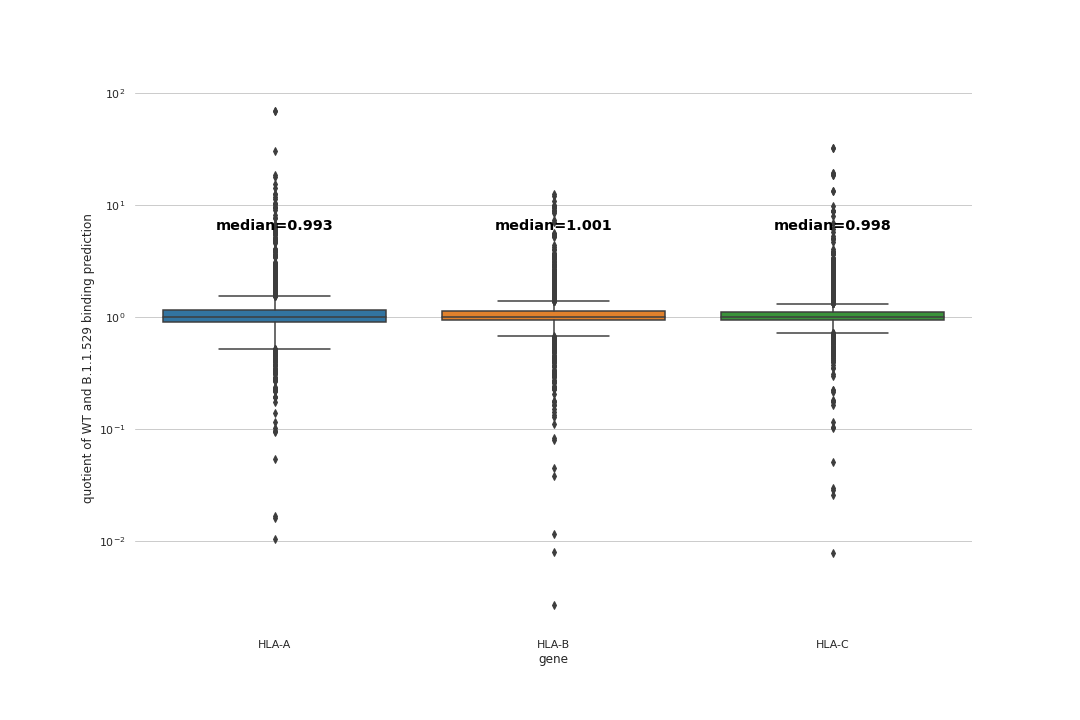 10²
10¹
median=0.993 median=1.001 median=0.998
10⁰
10⁻¹
10⁻²
quotient of WT and B.1.1.529 binding prediction
HLA-A HLA-B HLA-C
gene